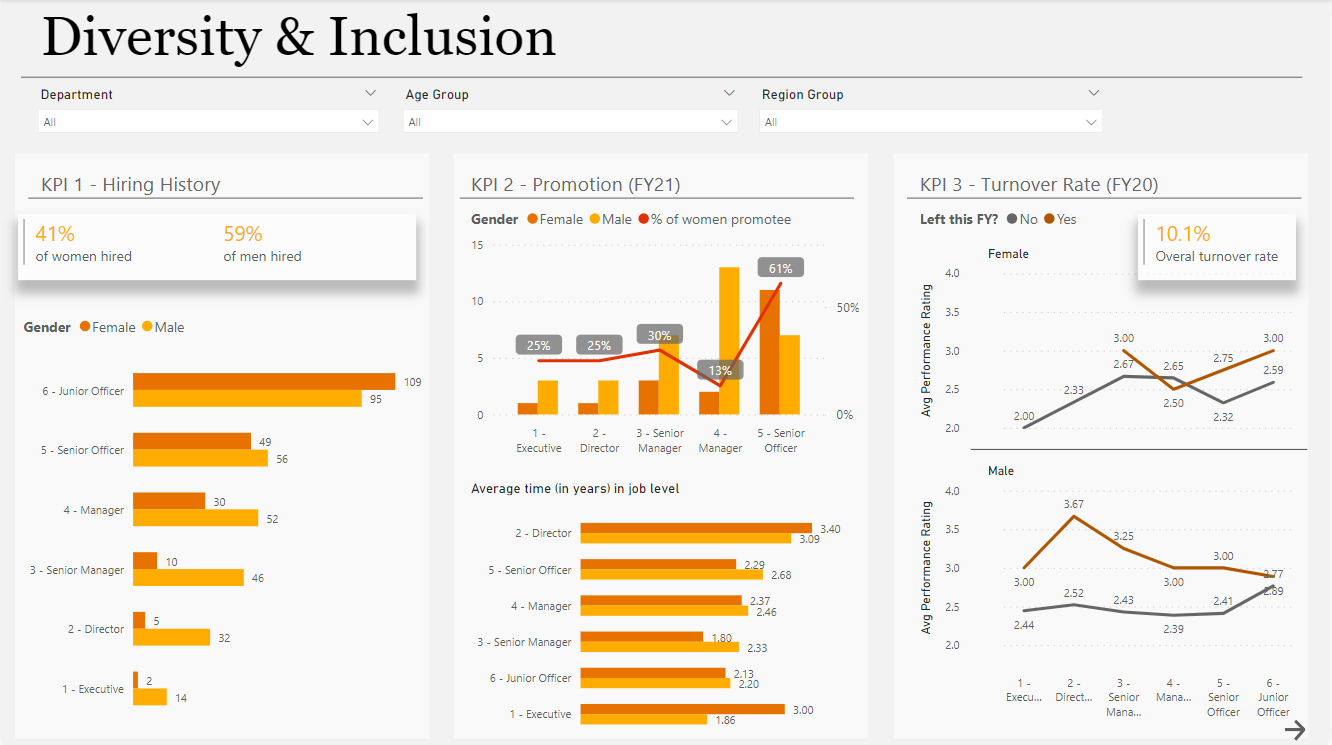 Diversity & Inclusion
Department
All
Age Group
All
Region Group
All
KPI 1 - Hiring History
41%
of women hired
59%
of men hired
Gender Female Male
6 - Junior Officer 109
95
5 - Senior Officer 49
56
4 - Manager 30
52
3 - Senior Manager 10
46
2 - Director 5
32
1 - Executive 2
14
KPI 2 - Promotion (FY21)
Gender Female Male % of women promotee
15
10
5
0
50%
0%
25% 25% 30% 13% 61%
1 - Executive
2 - Director
3 - Senior Manager
4 - Manager
5 - Senior Officer
Average time (in years) in job level
2 - Director 3.40
3.09
5 - Senior Officer 2.29
2.68
4 - Manager 2.37
2.46
3 - Senior Manager 1.80
2.33
6 - Junior Officer 2.13
2.20
1 - Executive 3.00
1.86
KPI 3 - Turnover Rate (FY20)
Left this FY? No Yes
10.1%
Overal turnover rate
Female
Avg Performance Rating
4.0
3.5
3.0
2.5
2.0
3.00 2.50 2.75 3.00
2.00 2.33 2.67 2.65 2.32 2.59
Male
Avg Performance Rating
4.0
3.5
3.0
2.5
2.0
3.00 3.67 3.25 3.00 3.00 2.89
2.44 2.52 2.43 2.39 2.41 2.77
1 - Execu...
2 - Direct...
3 - Senior Mana...
4 - Mana...
5 - Senior Officer
6 - Junior Officer